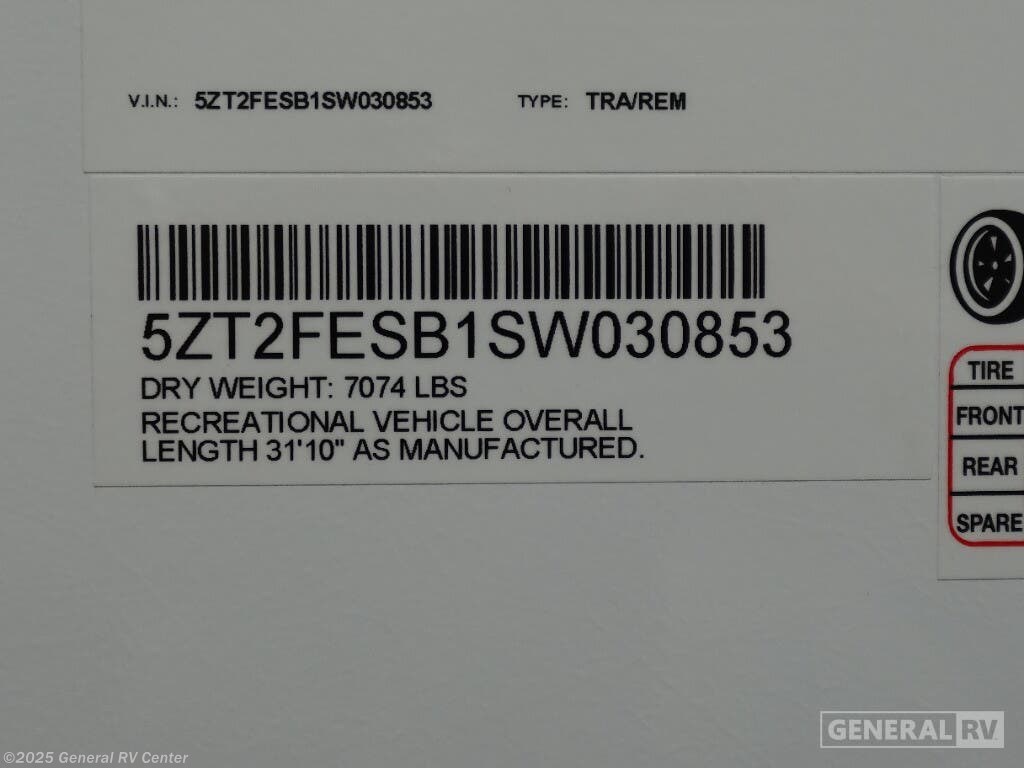 V.I.N.: 5ZT2FESB1SW030853 TYPE: TRA/REM
5ZT2FESB1SW030853
DRY WEIGHT: 7074 LBS
RECREATIONAL VEHICLE OVERALL
LENGTH 31'10" AS MANUFACTURED.
TIRE
FRONT
REAR
SPARE
GENERAL RV
©2025 General RV Center